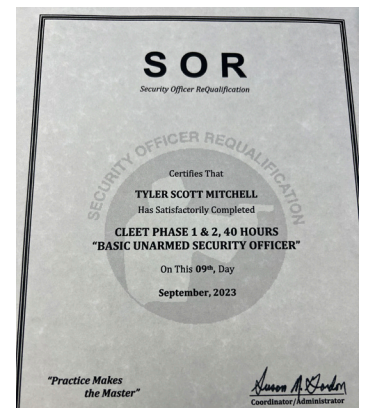 SOR
Security Officer ReQualification
SECURITY OFFICER REQUALIFICATION
Certifies That
TYLER SCOTT MITCHELL
Has Satisfactorily Completed
CLEET PHASE 1 & 2, 40 HOURS
"BASIC UNARMED SECURITY OFFICER"
On This 09th, Day
September, 2023
"Practice Makes
the Master"
Susan
Coordinator/Administrator